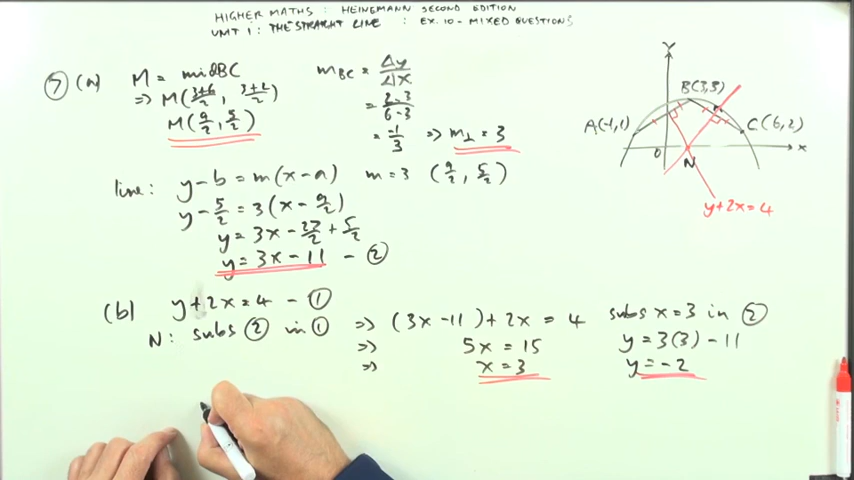 HIGHER MATHS : HEINEMANN SECOND EDITION
UNIT 1 : THE STRAIGHT LINE : EX. 10 - MIXED QUESTIONS
7 (a) M = midBC
⇒ M(3+6/2, 3+2/2)
M(9/2, 5/2)
mBC = Δy/Δx
= 2-3/6-3
= -1/3 ⇒ m⊥ = 3
line: y-b = m(x-a) m=3 (9/2, 5/2)
y-5/2 = 3(x-9/2)
y = 3x - 27/2 + 5/2
y = 3x - 11 - ②
(b) y+2x=4 - ①
N: subs ② in ① ⇒ (3x-11)+2x = 4
⇒ 5x = 15
⇒ x = 3
subs x=3 in ②
y = 3(3) - 11
y = -2
Y
B(3,3)
A(-1,1)
C(6,2)
O
x
N
y+2x=4